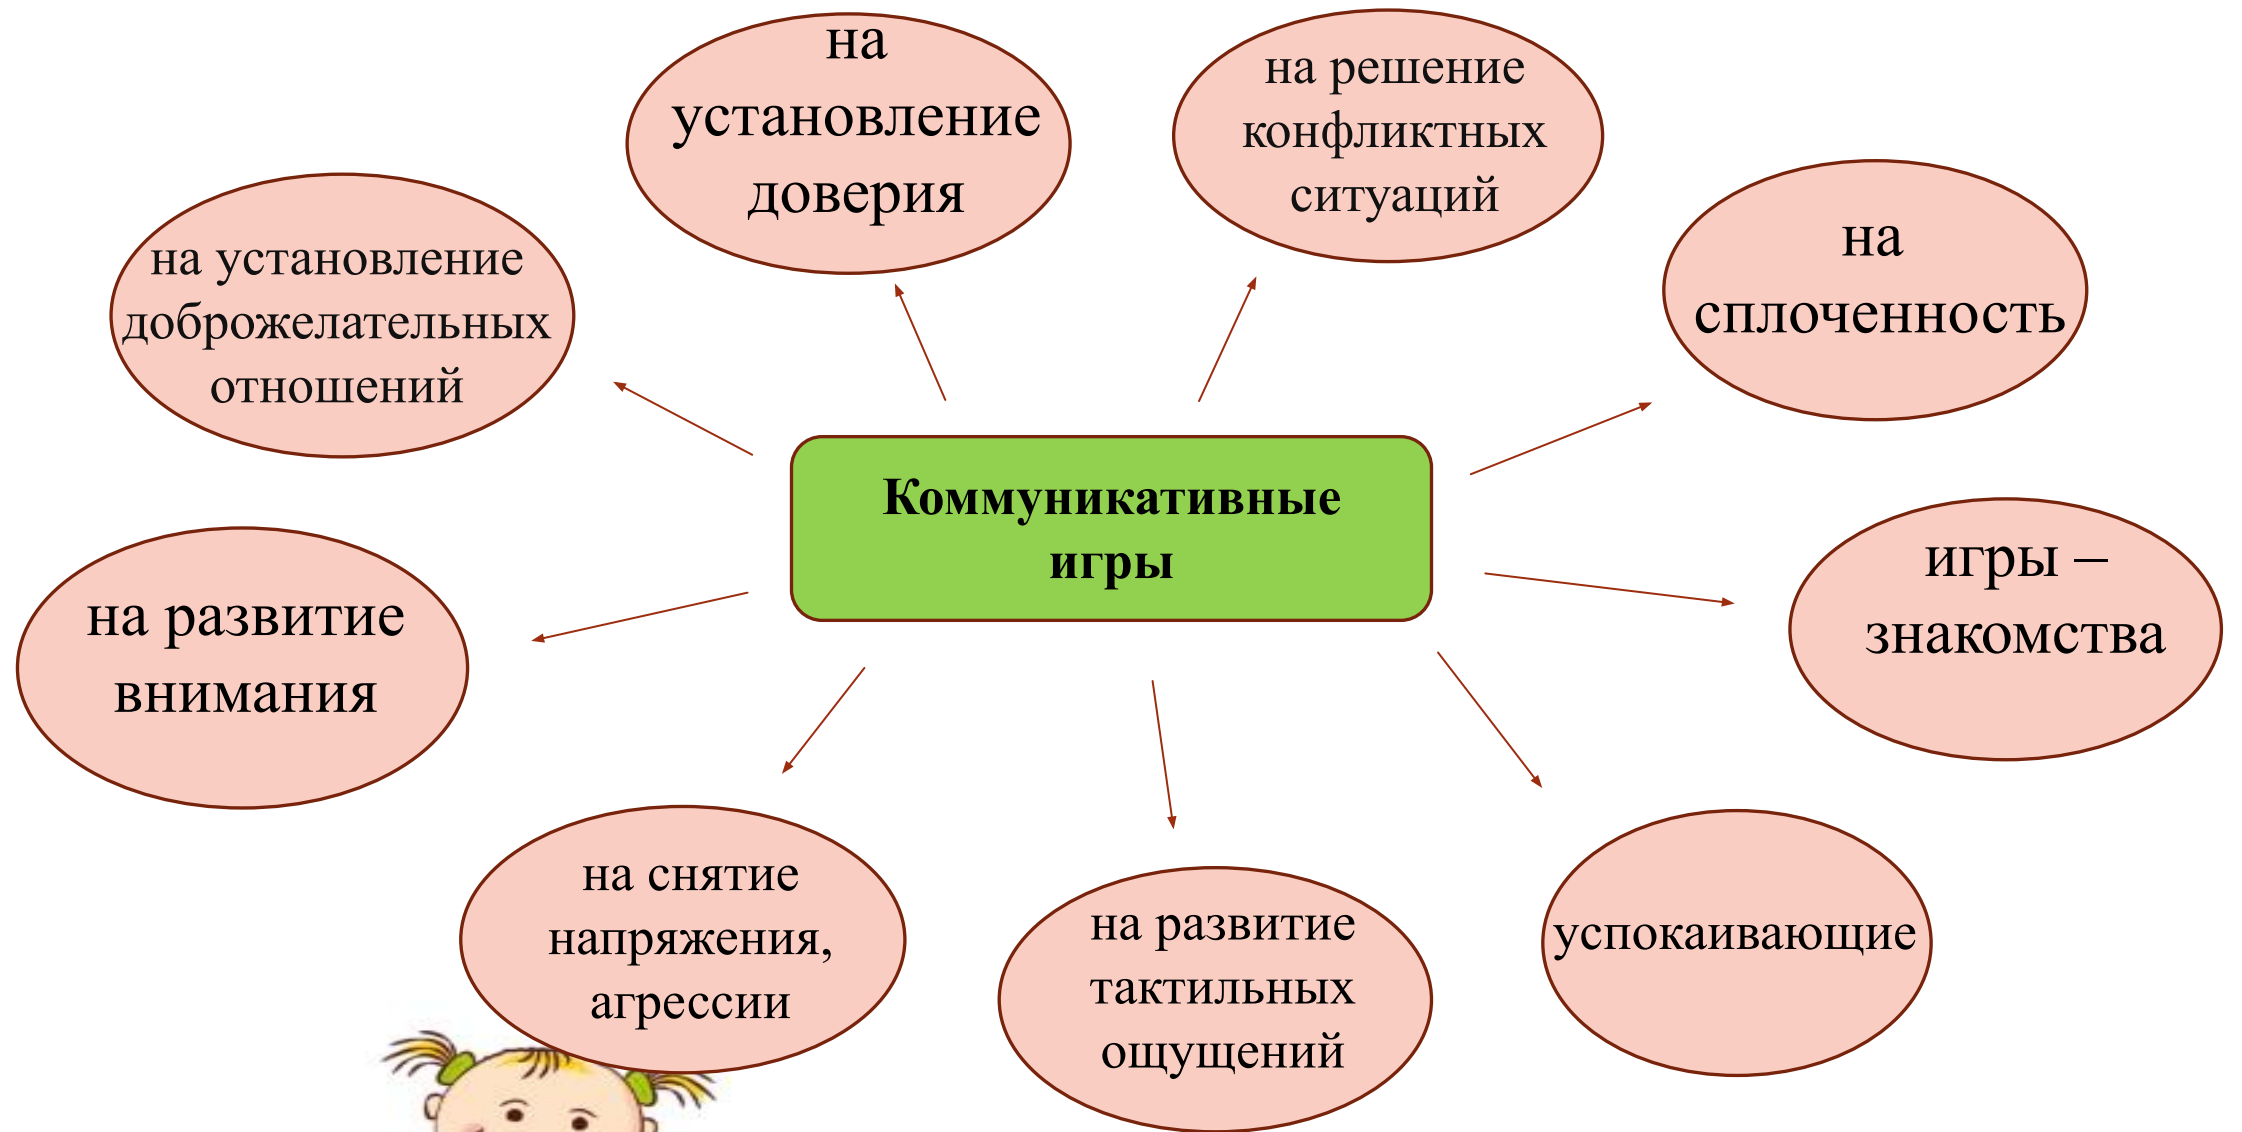 на
установление
доверия
на решение
конфликтных
ситуаций
на установление
доброжелательных
отношений
на
сплоченность
Коммуникативные
игры
на развитие
внимания
игры –
знакомства
на снятие
напряжения,
агрессии
на развитие
тактильных
ощущений
успокаивающие